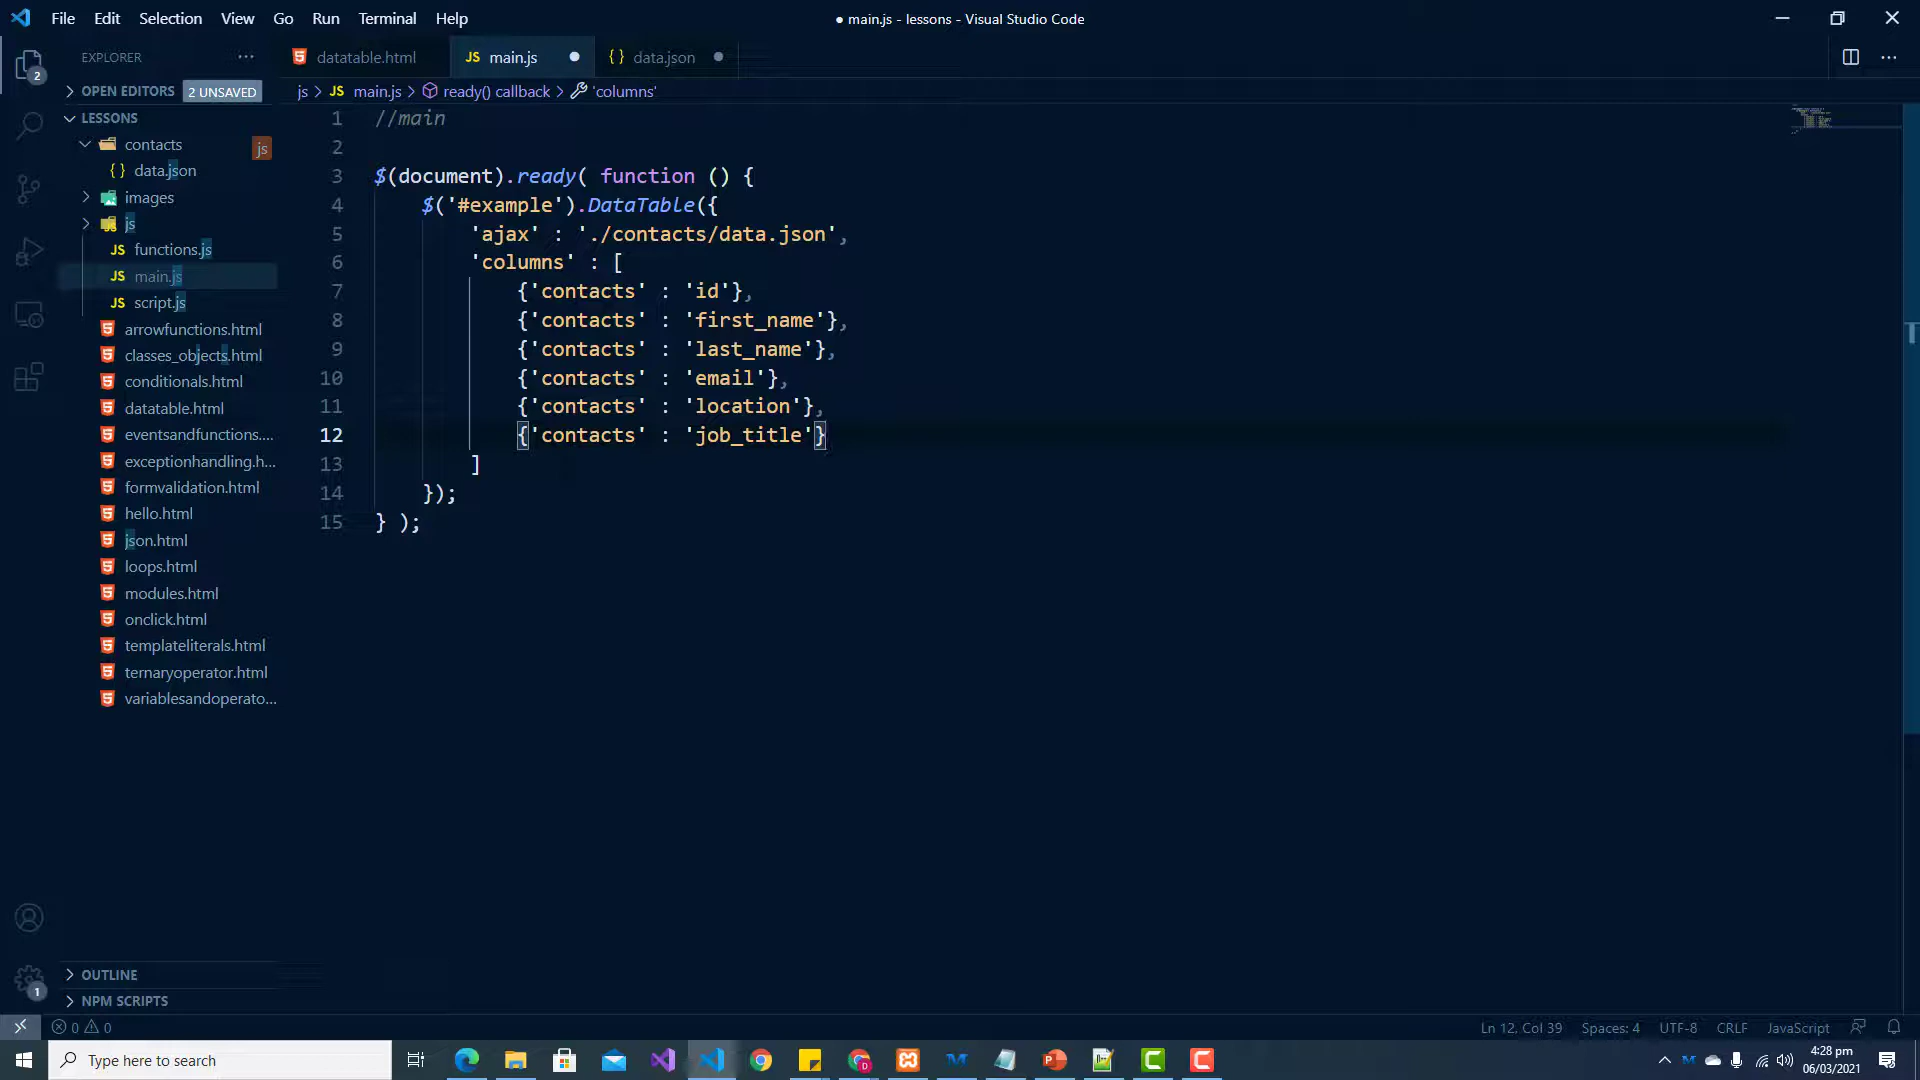 File Edit Selection View Go Run Terminal Help
● main.js - lessons - Visual Studio Code
EXPLORER
datatable.html
JS main.js
{} data.json
2
OPEN EDITORS 2 UNSAVED
js > JS main.js > ready() callback > 'columns'
LESSONS
contacts
js
{} data.json
images
js
JS functions.js
JS main.js
JS script.js
arrowfunctions.html
classes_objects.html
conditionals.html
datatable.html
eventsandfunctions....
exceptionhandling.h...
formvalidation.html
hello.html
json.html
loops.html
modules.html
onclick.html
templateliterals.html
ternaryoperator.html
variablesandoperato...
OUTLINE
1
NPM SCRIPTS
1 //main
2
3 $(document).ready( function () {
4 $('#example').DataTable({
5 'ajax' : './contacts/data.json',
6 'columns' : [
7 {'contacts' : 'id'},
8 {'contacts' : 'first_name'},
9 {'contacts' : 'last_name'},
10 {'contacts' : 'email'},
11 {'contacts' : 'location'},
12 {'contacts' : 'job_title'}
13 ]
14 });
15 } );
0 0
Ln 12, Col 39 Spaces: 4 UTF-8 CRLF JavaScript
Type here to search
4:28 pm
06/03/2021